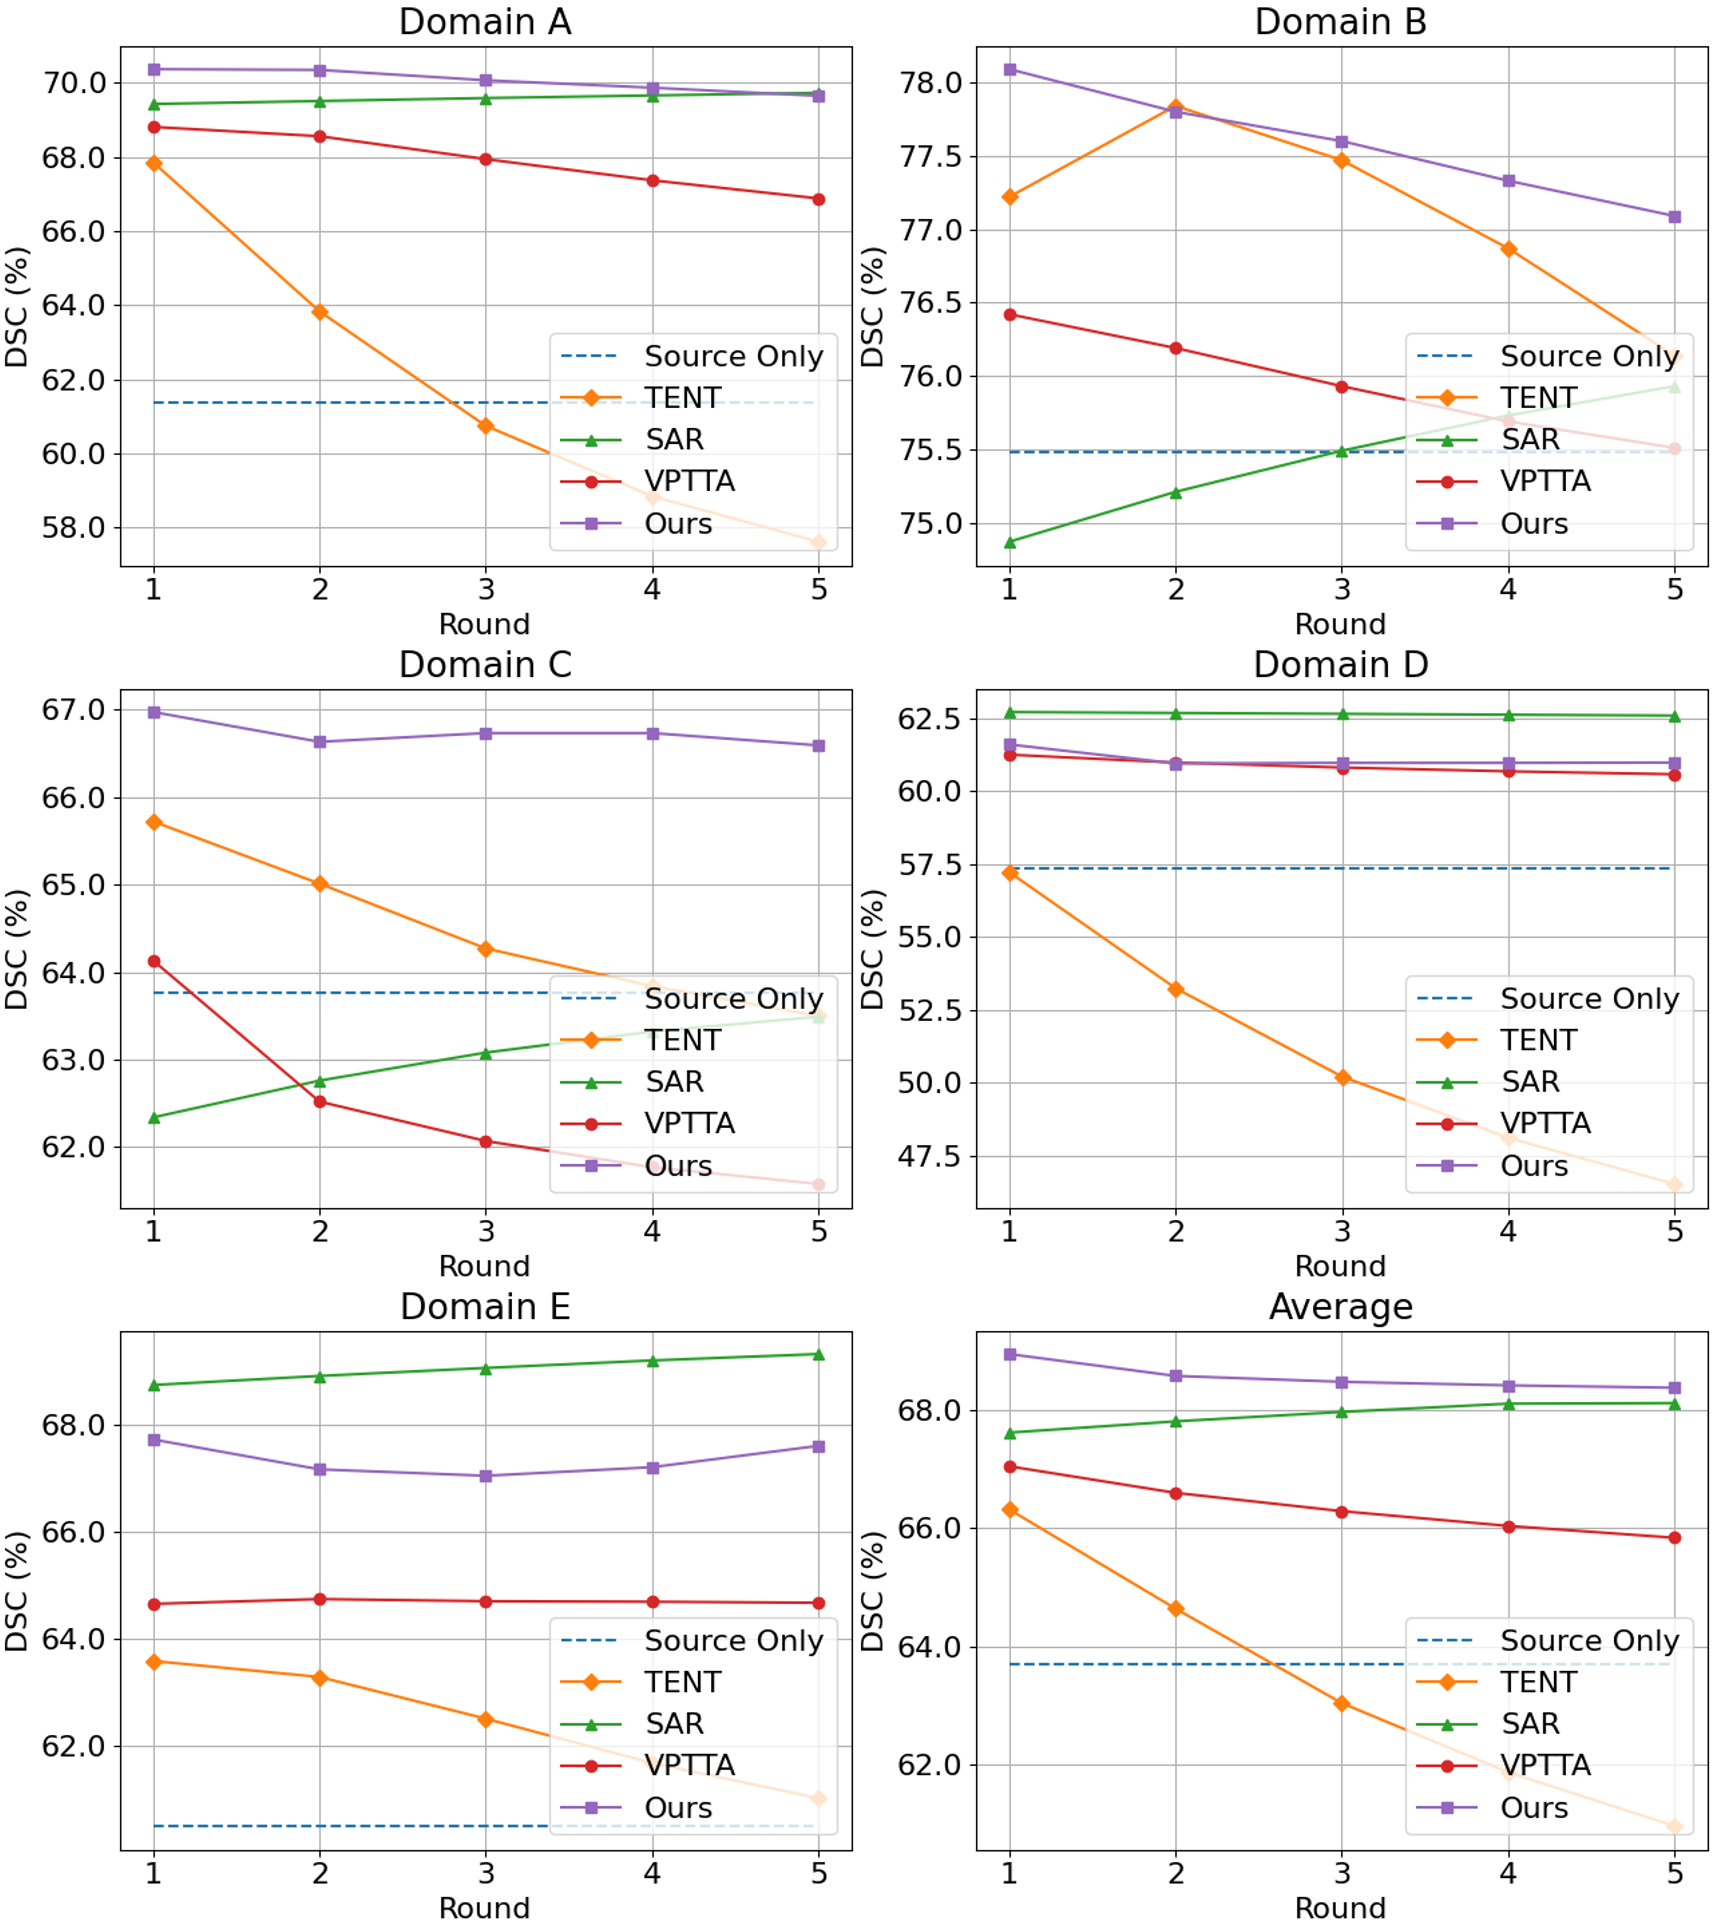 Domain A
70.0
68.0
66.0
64.0
62.0
60.0
58.0
DSC (%)
1 2 3 4 5
Round
Source Only
TENT
SAR
VPTTA
Ours
Domain B
78.0
77.5
77.0
76.5
76.0
75.5
75.0
DSC (%)
1 2 3 4 5
Round
Source Only
TENT
SAR
VPTTA
Ours
Domain C
67.0
66.0
65.0
64.0
63.0
62.0
DSC (%)
1 2 3 4 5
Round
Source Only
TENT
SAR
VPTTA
Ours
Domain D
62.5
60.0
57.5
55.0
52.5
50.0
47.5
DSC (%)
1 2 3 4 5
Round
Source Only
TENT
SAR
VPTTA
Ours
Domain E
68.0
66.0
64.0
62.0
DSC (%)
1 2 3 4 5
Round
Source Only
TENT
SAR
VPTTA
Ours
Average
68.0
66.0
64.0
62.0
DSC (%)
1 2 3 4 5
Round
Source Only
TENT
SAR
VPTTA
Ours